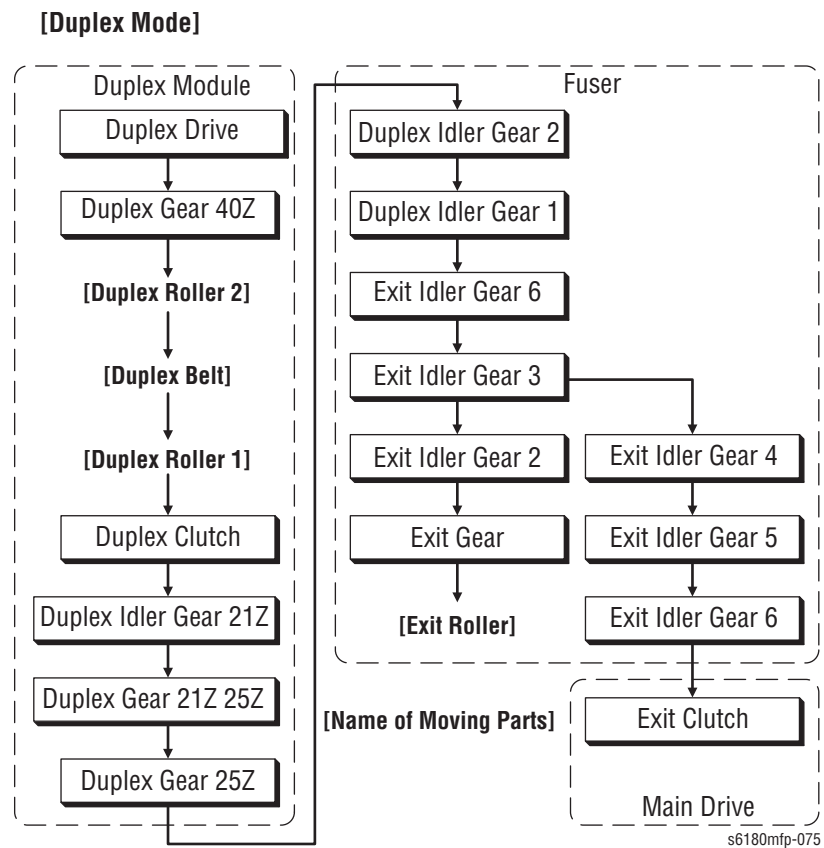 [Duplex Mode]
Duplex Module
Duplex Drive
Duplex Gear 40Z
[Duplex Roller 2]
[Duplex Belt]
[Duplex Roller 1]
Duplex Clutch
Duplex Idler Gear 21Z
Duplex Gear 21Z 25Z
Duplex Gear 25Z
Fuser
Duplex Idler Gear 2
Duplex Idler Gear 1
Exit Idler Gear 6
Exit Idler Gear 3
Exit Idler Gear 2
Exit Gear
[Exit Roller]
Exit Idler Gear 4
Exit Idler Gear 5
Exit Idler Gear 6
[Name of Moving Parts]
Exit Clutch
Main Drive
s6180mfp-075